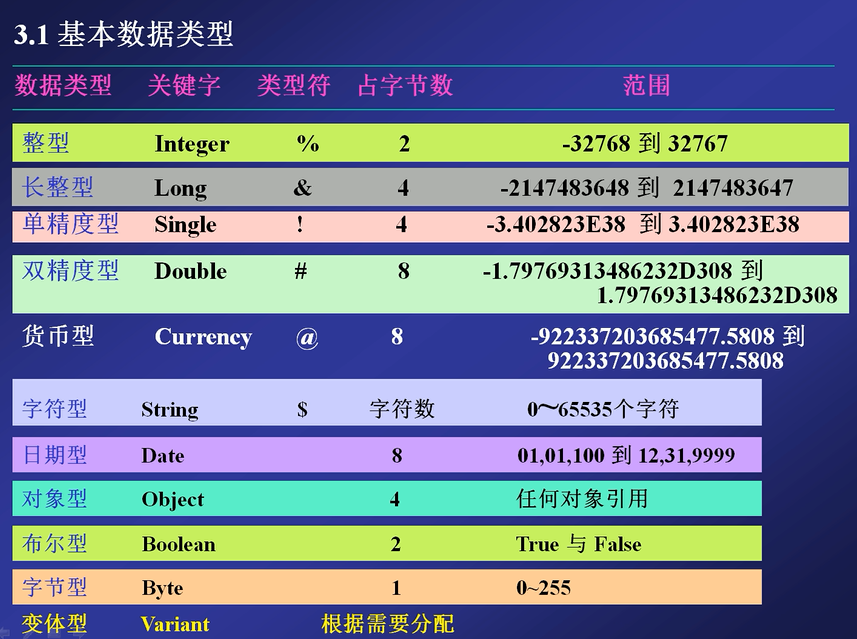 3.1 基本数据类型
数据类型 关键字 类型符 占字节数 范围
整型 Integer % 2 -32768 到 32767
长整型 Long & 4 -2147483648 到 2147483647
单精度型 Single ! 4 -3.402823E38 到 3.402823E38
双精度型 Double # 8 -1.79769313486232D308 到
1.79769313486232D308
货币型 Currency @ 8 -922337203685477.5808 到
922337203685477.5808
字符型 String $ 字符数 0～65535个字符
日期型 Date 8 01,01,100 到 12,31,9999
对象型 Object 4 任何对象引用
布尔型 Boolean 2 True 与 False
字节型 Byte 1 0~255
变体型 Variant 根据需要分配